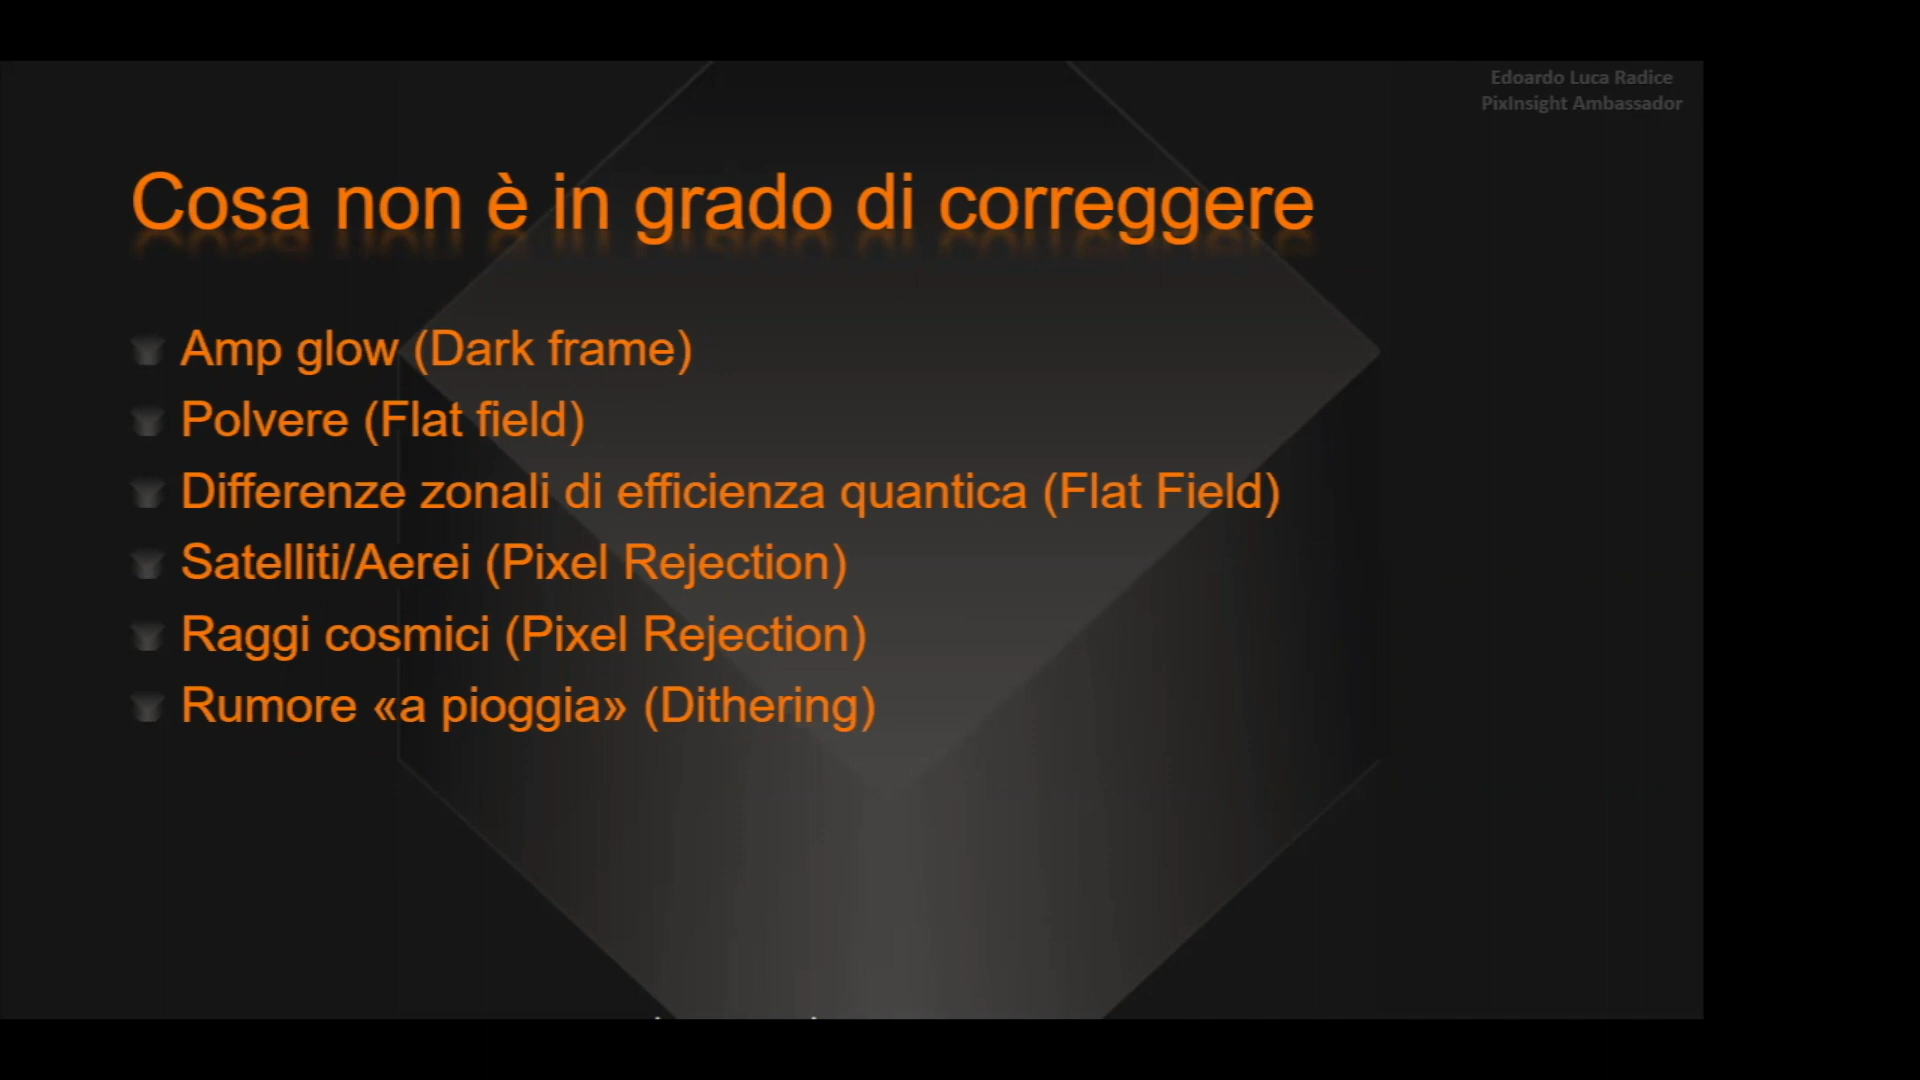 Edoardo Luca Radice
PixInsight Ambassador
Cosa non è in grado di correggere
Amp glow (Dark frame)
Polvere (Flat field)
Differenze zonali di efficienza quantica (Flat Field)
Satelliti/Aerei (Pixel Rejection)
Raggi cosmici (Pixel Rejection)
Rumore «a pioggia» (Dithering)